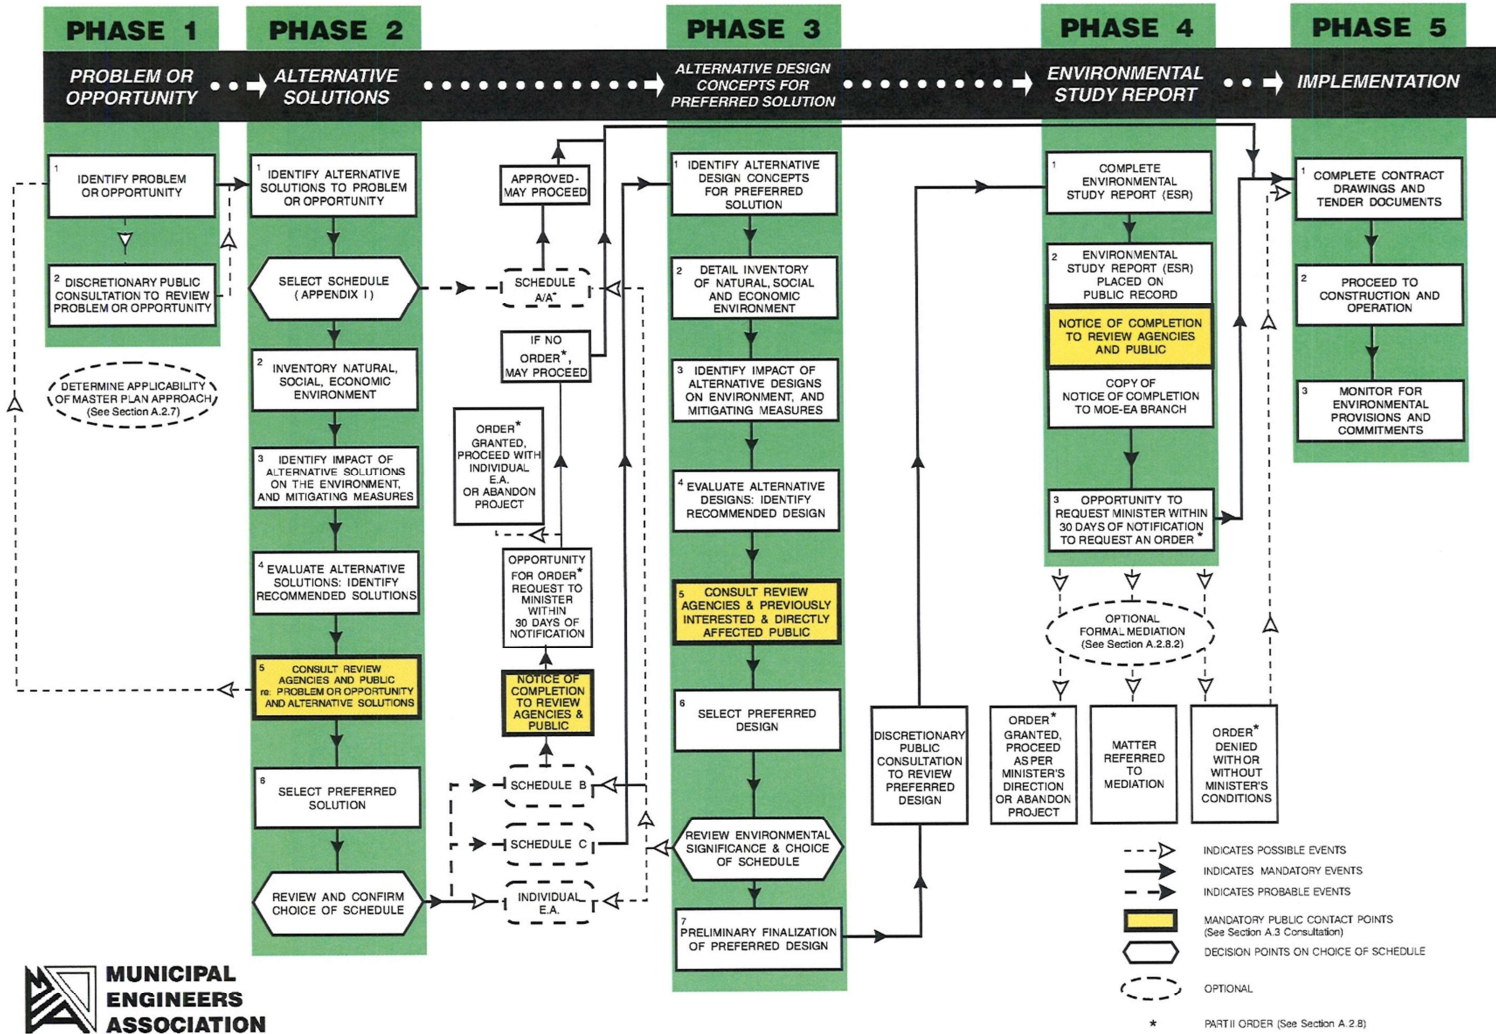 PHASE 1
PHASE 2
PHASE 3
PHASE 4
PHASE 5
PROBLEM OR
OPPORTUNITY
ALTERNATIVE
SOLUTIONS
ALTERNATIVE DESIGN
CONCEPTS FOR
PREFERRED SOLUTION
ENVIRONMENTAL
STUDY REPORT
IMPLEMENTATION
1
IDENTIFY PROBLEM
OR OPPORTUNITY
2
DISCRETIONARY PUBLIC
CONSULTATION TO REVIEW
PROBLEM OR OPPORTUNITY
DETERMINE APPLICABILITY
OF MASTER PLAN APPROACH
(See Section A.2.7)
1
IDENTIFY ALTERNATIVE
SOLUTIONS TO PROBLEM
OR OPPORTUNITY
SELECT SCHEDULE
(APPENDIX I)
2
INVENTORY NATURAL,
SOCIAL, ECONOMIC
ENVIRONMENT
3
IDENTIFY IMPACT OF
ALTERNATIVE SOLUTIONS
ON THE ENVIRONMENT,
AND MITIGATING MEASURES
4
EVALUATE ALTERNATIVE
SOLUTIONS: IDENTIFY
RECOMMENDED SOLUTIONS
5
CONSULT REVIEW
AGENCIES AND PUBLIC
re: PROBLEM OR OPPORTUNITY
AND ALTERNATIVE SOLUTIONS
6
SELECT PREFERRED
SOLUTION
REVIEW AND CONFIRM
CHOICE OF SCHEDULE
APPROVED-
MAY PROCEED
SCHEDULE
A/A+
IF NO
ORDER*,
MAY PROCEED
ORDER*
GRANTED,
PROCEED WITH
INDIVIDUAL
E.A.
OR ABANDON
PROJECT
OPPORTUNITY
FOR ORDER*
REQUEST TO
MINISTER
WITHIN
30 DAYS OF
NOTIFICATION
NOTICE OF
COMPLETION
TO REVIEW
AGENCIES &
PUBLIC
SCHEDULE B
SCHEDULE C
INDIVIDUAL
E.A.
1
IDENTIFY ALTERNATIVE
DESIGN CONCEPTS
FOR PREFERRED
SOLUTION
2
DETAIL INVENTORY
OF NATURAL, SOCIAL
AND ECONOMIC
ENVIRONMENT
3
IDENTIFY IMPACT OF
ALTERNATIVE DESIGNS
ON ENVIRONMENT, AND
MITIGATING MEASURES
4
EVALUATE ALTERNATIVE
DESIGNS: IDENTIFY
RECOMMENDED DESIGN
5
CONSULT REVIEW
AGENCIES & PREVIOUSLY
INTERESTED & DIRECTLY
AFFECTED PUBLIC
6
SELECT PREFERRED
DESIGN
REVIEW ENVIRONMENTAL
SIGNIFICANCE & CHOICE
OF SCHEDULE
7
PRELIMINARY FINALIZATION
OF PREFERRED DESIGN
DISCRETIONARY
PUBLIC
CONSULTATION
TO REVIEW
PREFERRED
DESIGN
1
COMPLETE
ENVIRONMENTAL
STUDY REPORT (ESR)
2
ENVIRONMENTAL
STUDY REPORT (ESR)
PLACED ON
PUBLIC RECORD
NOTICE OF COMPLETION
TO REVIEW AGENCIES
AND PUBLIC
COPY OF
NOTICE OF COMPLETION
TO MOE-EA BRANCH
3
OPPORTUNITY TO
REQUEST MINISTER WITHIN
30 DAYS OF NOTIFICATION
TO REQUEST AN ORDER*
OPTIONAL
FORMAL MEDIATION
(See Section A.2.8.2)
ORDER*
GRANTED,
PROCEED
AS PER
MINISTER'S
DIRECTION
OR ABANDON
PROJECT
MATTER
REFERRED
TO
MEDIATION
ORDER*
DENIED
WITH OR
WITHOUT
MINISTER'S
CONDITIONS
1
COMPLETE CONTRACT
DRAWINGS AND
TENDER DOCUMENTS
2
PROCEED TO
CONSTRUCTION AND
OPERATION
3
MONITOR FOR
ENVIRONMENTAL
PROVISIONS AND
COMMITMENTS
INDICATES POSSIBLE EVENTS
INDICATES MANDATORY EVENTS
INDICATES PROBABLE EVENTS
MANDATORY PUBLIC CONTACT POINTS
(See Section A.3 Consultation)
DECISION POINTS ON CHOICE OF SCHEDULE
OPTIONAL
* PART II ORDER (See Section A.2.8)
MUNICIPAL
ENGINEERS
ASSOCIATION